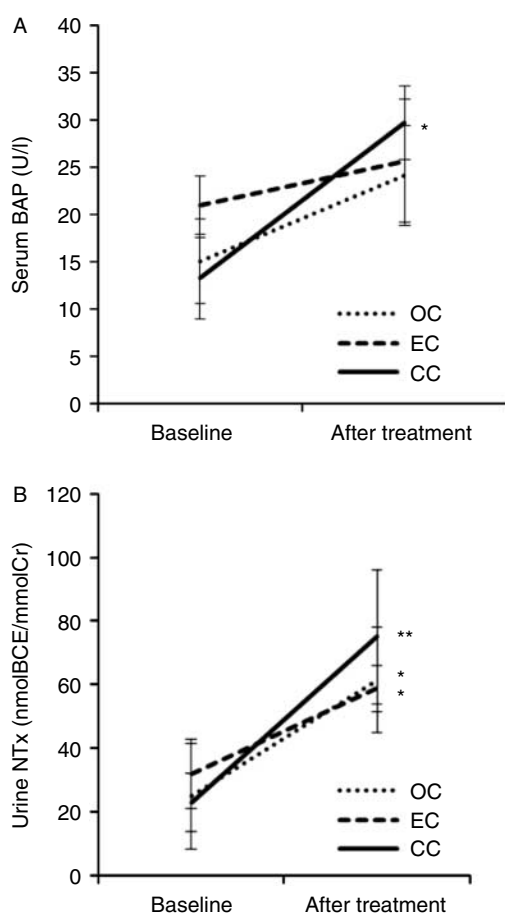 A
Serum BAP (U/l)
40
35
30
25
20
15
10
5
0
*
OC
EC
CC
Baseline After treatment
B
Urine NTx (nmolBCE/mmolCr)
120
100
80
60
40
20
0
**
*
*
OC
EC
CC
Baseline After treatment